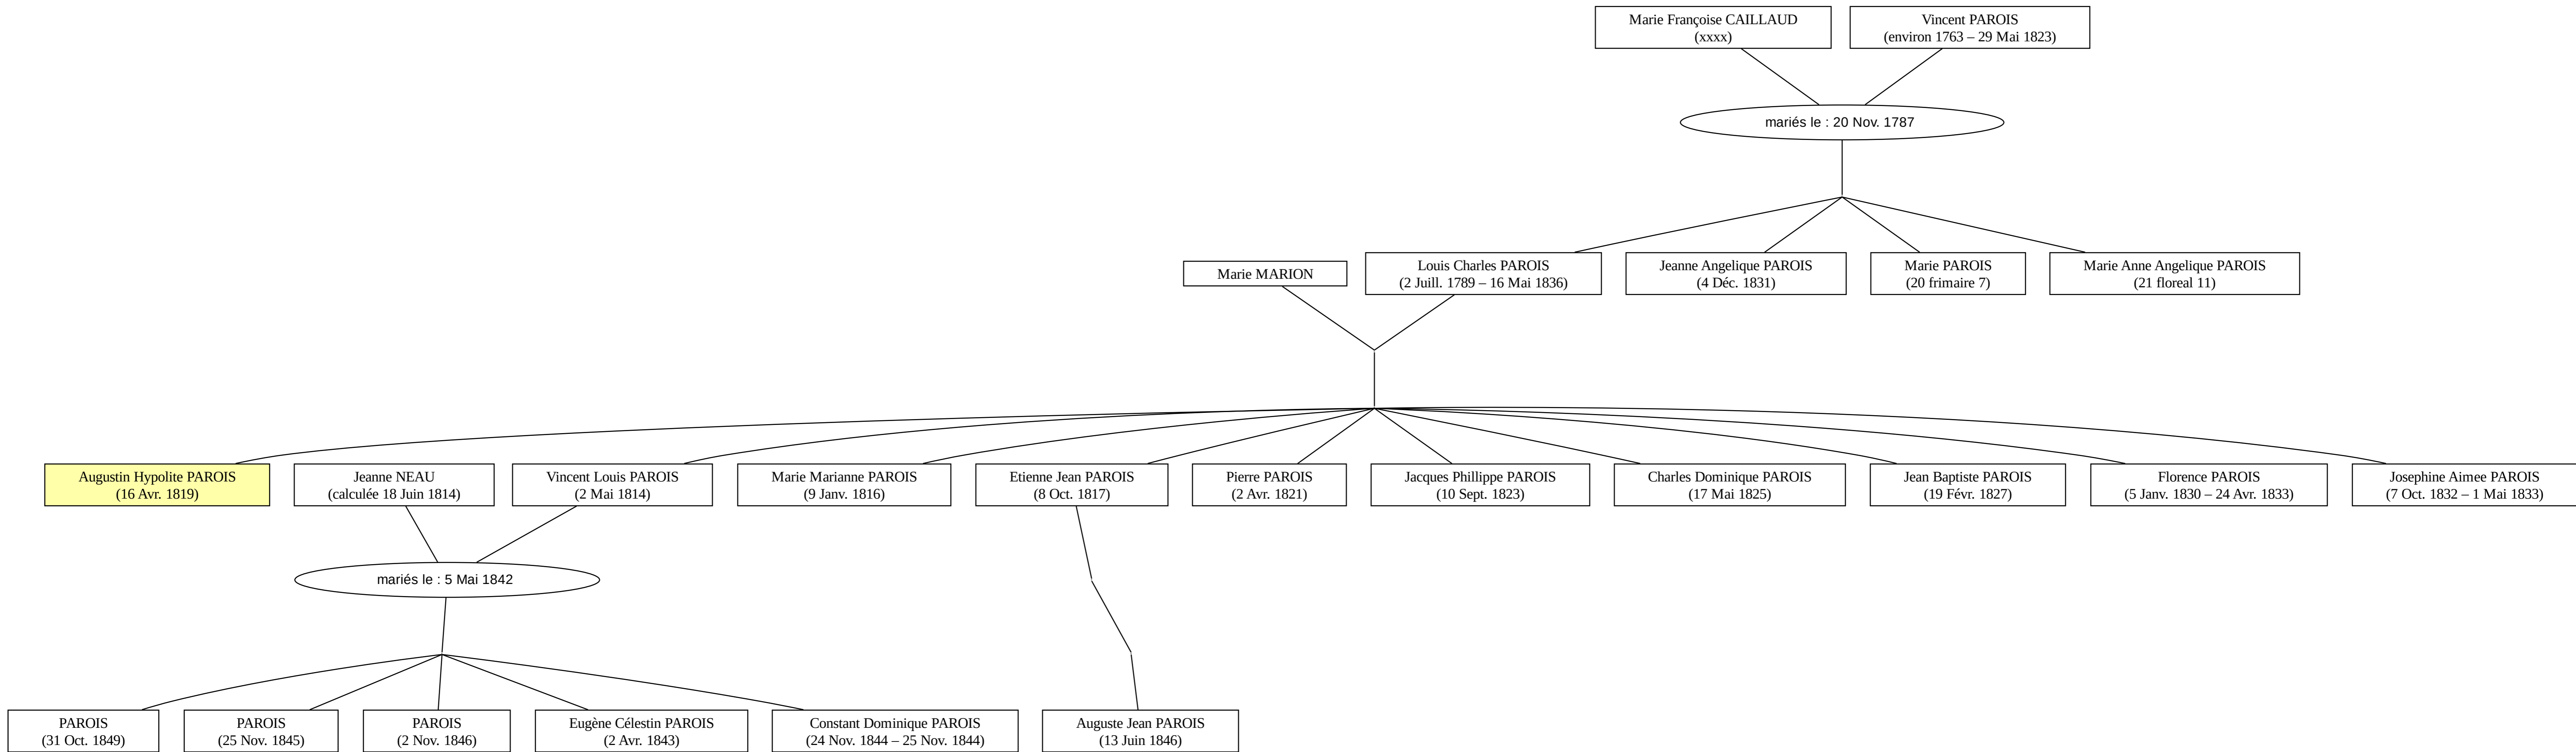 Marie Françoise CAILLAUD
(xxxx)
Vincent PAROIS
(environ 1763 – 29 Mai 1823)
mariés le : 20 Nov. 1787
Marie MARION
Louis Charles PAROIS
(2 Juill. 1789 – 16 Mai 1836)
Jeanne Angelique PAROIS
(4 Déc. 1831)
Marie PAROIS
(20 frimaire 7)
Marie Anne Angelique PAROIS
(21 floreal 11)
Augustin Hypolite PAROIS
(16 Avr. 1819)
Jeanne NEAU
(calculée 18 Juin 1814)
Vincent Louis PAROIS
(2 Mai 1814)
Marie Marianne PAROIS
(9 Janv. 1816)
Etienne Jean PAROIS
(8 Oct. 1817)
Pierre PAROIS
(2 Avr. 1821)
Jacques Phillippe PAROIS
(10 Sept. 1823)
Charles Dominique PAROIS
(17 Mai 1825)
Jean Baptiste PAROIS
(19 Févr. 1827)
Florence PAROIS
(5 Janv. 1830 – 24 Avr. 1833)
Josephine Aimee PAROIS
(7 Oct. 1832 – 1 Mai 1833)
mariés le : 5 Mai 1842
PAROIS
(31 Oct. 1849)
PAROIS
(25 Nov. 1845)
PAROIS
(2 Nov. 1846)
Eugène Célestin PAROIS
(2 Avr. 1843)
Constant Dominique PAROIS
(24 Nov. 1844 – 25 Nov. 1844)
Auguste Jean PAROIS
(13 Juin 1846)